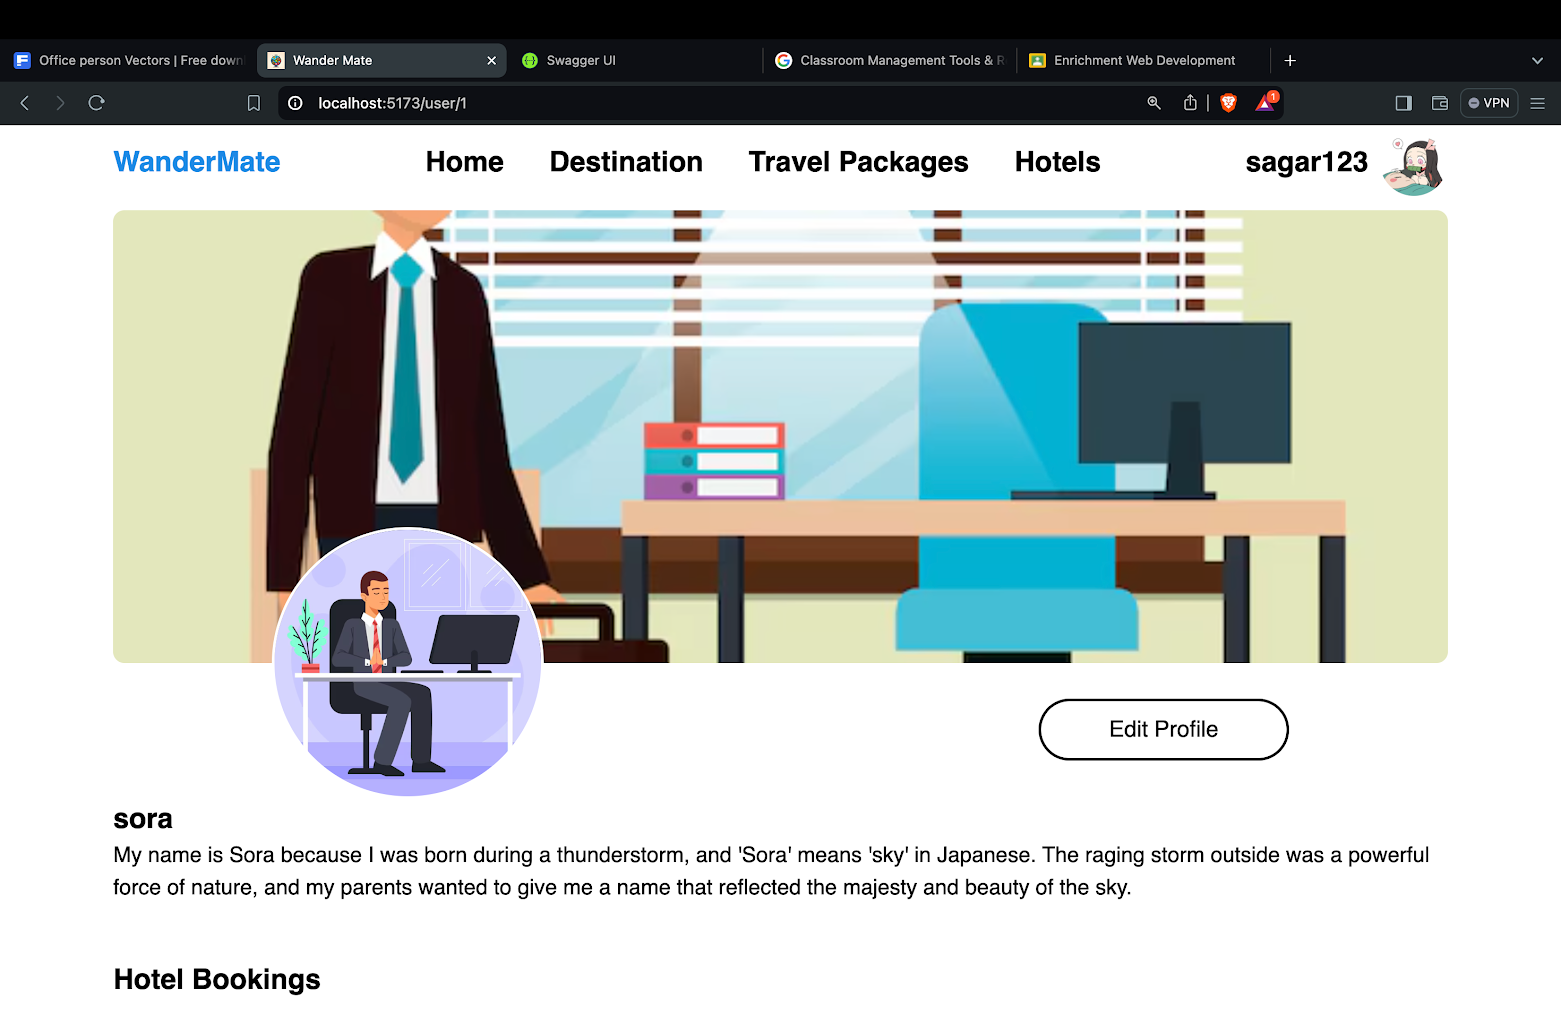 Office person Vectors | Free down
Wander Mate
Swagger UI
Classroom Management Tools & R
Enrichment Web Development
localhost:5173/user/1
1
VPN
WanderMate
Home
Destination
Travel Packages
Hotels
sagar123
Edit Profile
sora
My name is Sora because I was born during a thunderstorm, and 'Sora' means 'sky' in Japanese. The raging storm outside was a powerful
force of nature, and my parents wanted to give me a name that reflected the majesty and beauty of the sky.
Hotel Bookings